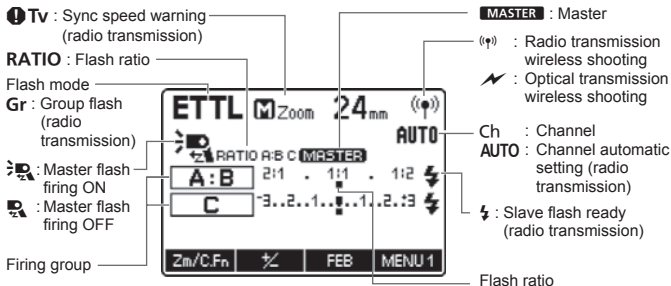 Tv : Sync speed warning
(radio transmission)
RATIO : Flash ratio
Flash mode
Gr : Group flash
(radio
transmission)
: Master flash
firing ON
: Master flash
firing OFF
Firing group
ETTL M Zoom 24mm
AUTO
RATIO A:B C MASTER
A:B 2:1 . 1:1 . 1:2
C -3..2..1..0..1..2.+3
Zm/C.Fn +/- FEB MENU 1
MASTER : Master
: Radio transmission
wireless shooting
: Optical transmission
wireless shooting
Ch : Channel
AUTO : Channel automatic
setting (radio
transmission)
: Slave flash ready
(radio transmission)
Flash ratio